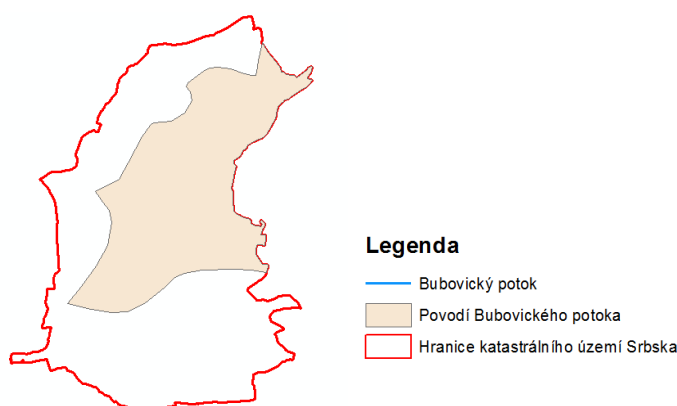 Legenda
Bubovický potok
Povodí Bubovického potoka
Hranice katastrálního území Srbska